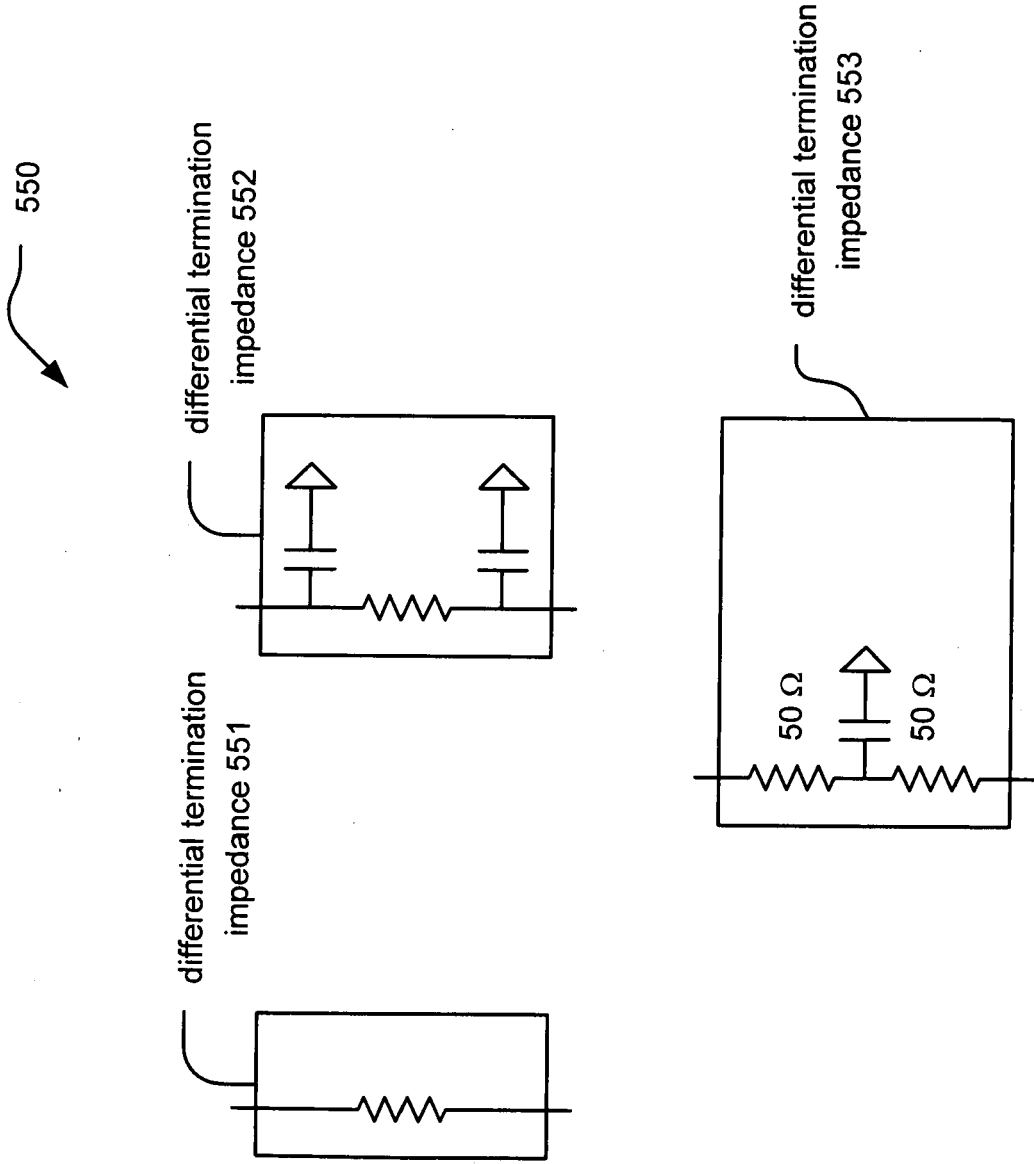 550
differential termination
impedance 551
differential termination
impedance 552
50 Ω
50 Ω
differential termination
impedance 553